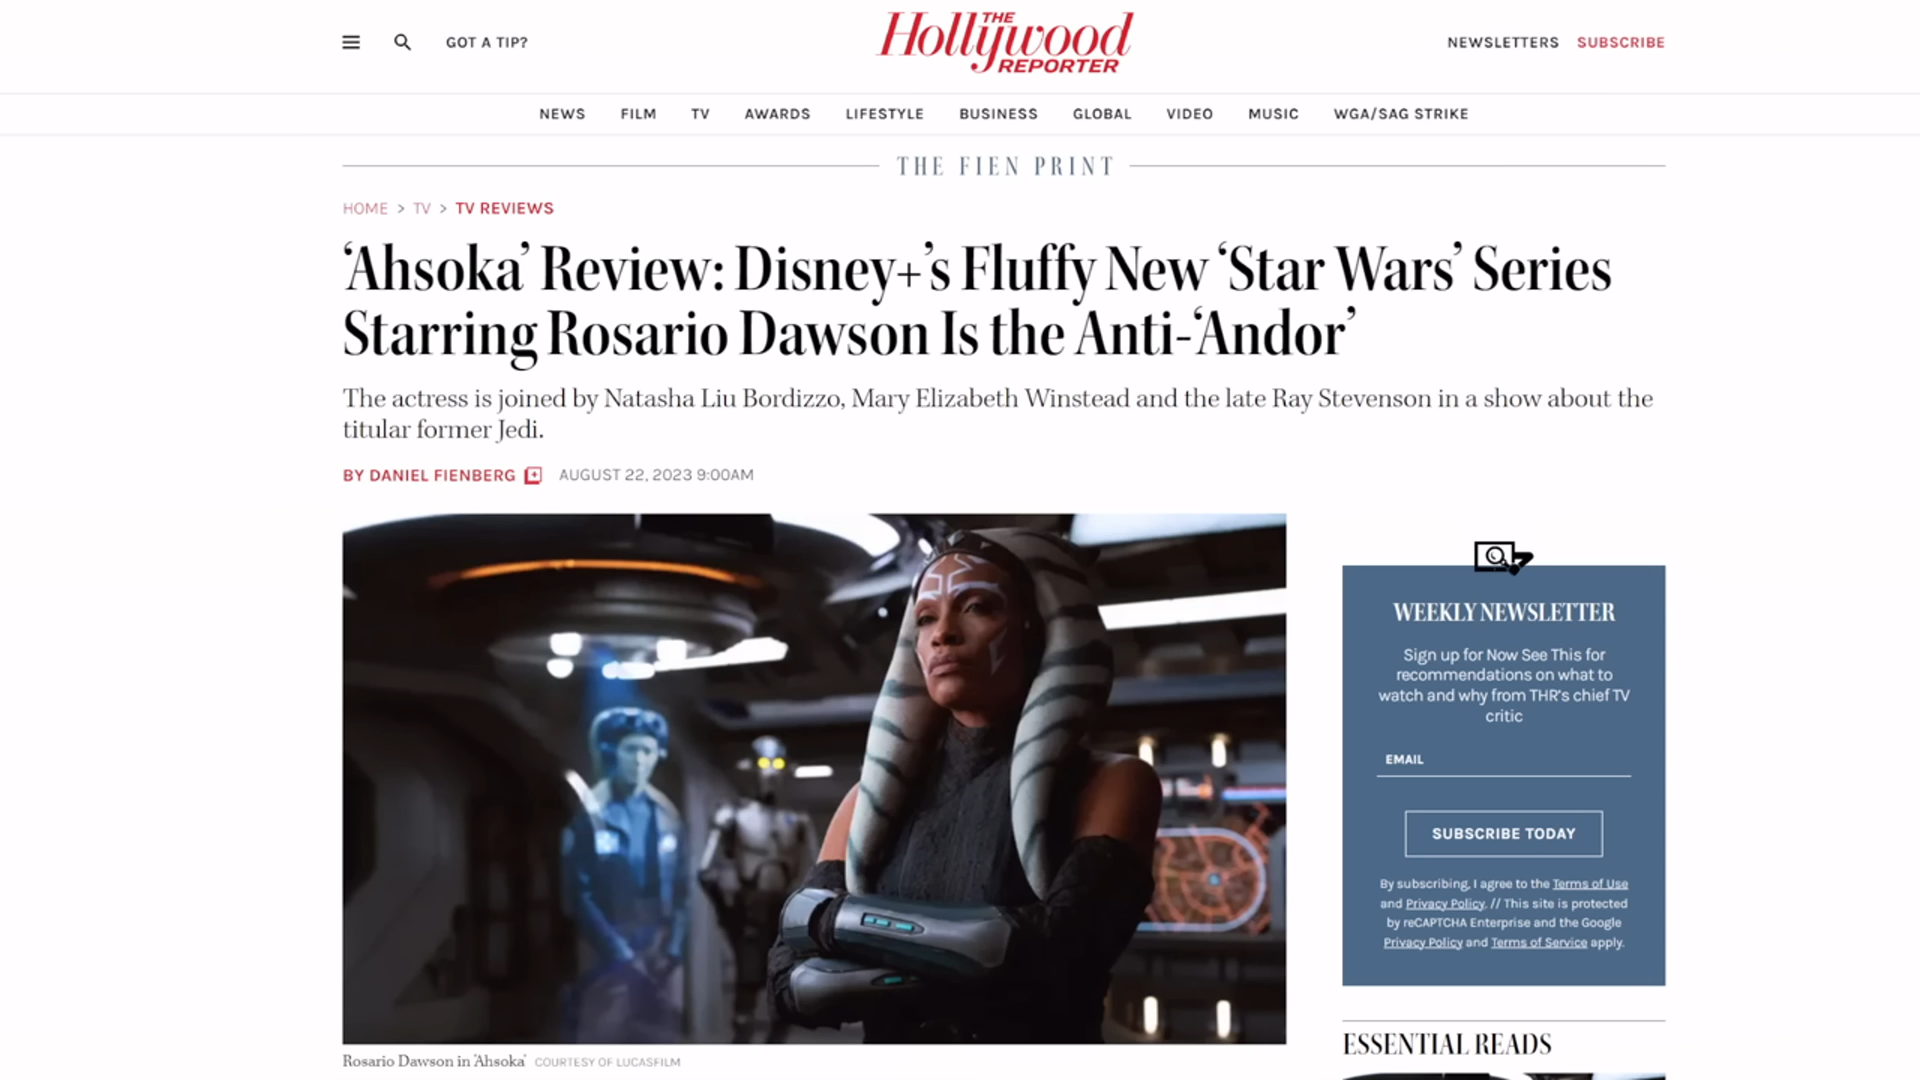 GOT A TIP?
THE
Hollywood
REPORTER
NEWSLETTERS SUBSCRIBE
NEWS FILM TV AWARDS LIFESTYLE BUSINESS GLOBAL VIDEO MUSIC WGA/SAG STRIKE
THE FIEN PRINT
HOME > TV > TV REVIEWS
‘Ahsoka’ Review: Disney+’s Fluffy New ‘Star Wars’ Series
Starring Rosario Dawson Is the Anti-‘Andor’
The actress is joined by Natasha Liu Bordizzo, Mary Elizabeth Winstead and the late Ray Stevenson in a show about the
titular former Jedi.
BY DANIEL FIENBERG AUGUST 22, 2023 9:00AM
Rosario Dawson in ‘Ahsoka’ COURTESY OF LUCASFILM
WEEKLY NEWSLETTER
Sign up for Now See This for
recommendations on what to
watch and why from THR’s chief TV
critic
EMAIL
SUBSCRIBE TODAY
By subscribing, I agree to the Terms of Use
and Privacy Policy. // This site is protected
by reCAPTCHA Enterprise and the Google
Privacy Policy and Terms of Service apply.
ESSENTIAL READS